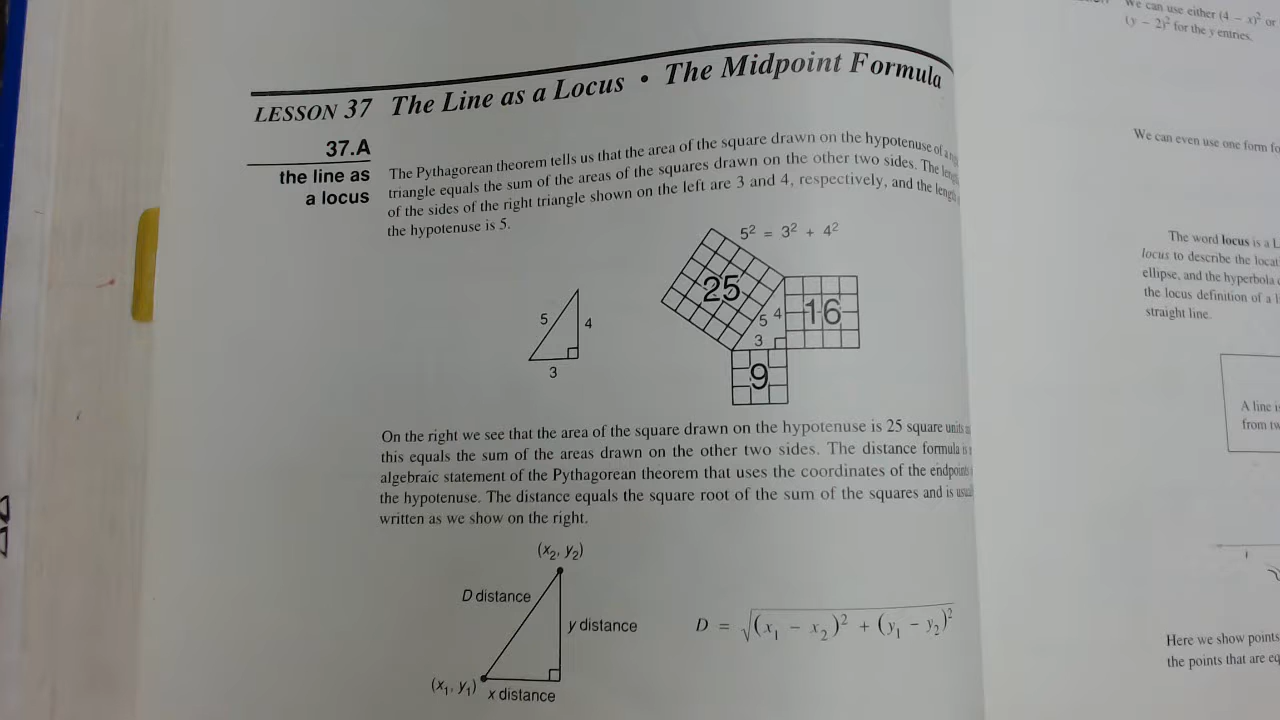 LESSON 37 The Line as a Locus • The Midpoint Formula
37.A
the line as
a locus
The Pythagorean theorem tells us that the area of the square drawn on the hypotenuse of a
triangle equals the sum of the areas of the squares drawn on the other two sides. The
of the sides of the right triangle shown on the left are 3 and 4, respectively, and the length
the hypotenuse is 5.
5² = 3² + 4²
5
4
3
25
5
4
3
16
9
On the right we see that the area of the square drawn on the hypotenuse is 25 square units
this equals the sum of the areas drawn on the other two sides. The distance formula is
algebraic statement of the Pythagorean theorem that uses the coordinates of the endpoints
the hypotenuse. The distance equals the square root of the sum of the squares and is
written as we show on the right.
(x₂, y₂)
D distance
y distance
(x₁, y₁)
x distance
D = √(x₁ − x₂)² + (y₁ − y₂)²
We can use either (4 − x)² or
(y − 2)² for the y entries.
We can even use one form
The word locus is a
locus to describe the
ellipse, and the hyperbola
the locus definition of a
straight line.
A line
from
Here we show points
the points that are